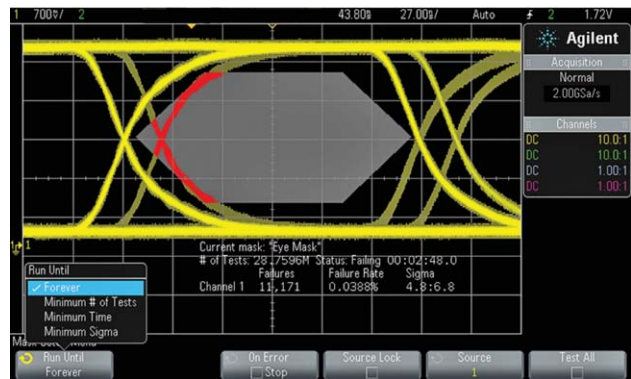 1 700▽/ 2 43.80▽ 27.00▽/ Auto 2 1.72V
Agilent
Acquisition
Normal
2.00GSa/s
Channels
DC 10.0:1
DC 10.0:1
DC 1.00:1
DC 1.00:1
1
Current mask: "Eye Mask"
# of Tests: 28.7596M Status: Failing 00:02:48.0
Failures Failure Rate Sigma
Channel 1 11,171 0.0388% 4.8:6.8
Run Until
✓ Forever
Minimum # of Tests
Minimum Time
Minimum Sigma
Run Until
Forever
On Error
Stop
Source Lock
Source
1
Test All